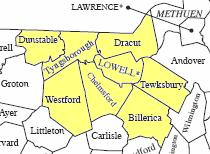 LAWRENCE*
METHUEN
Dunstable
Dracut
Tyngsborough
LOWELL*
Andover
Groton
Chelmsford
Tewksbury
Westford
Wilmington
Billerica
Ayer
Littleton
Carlisle